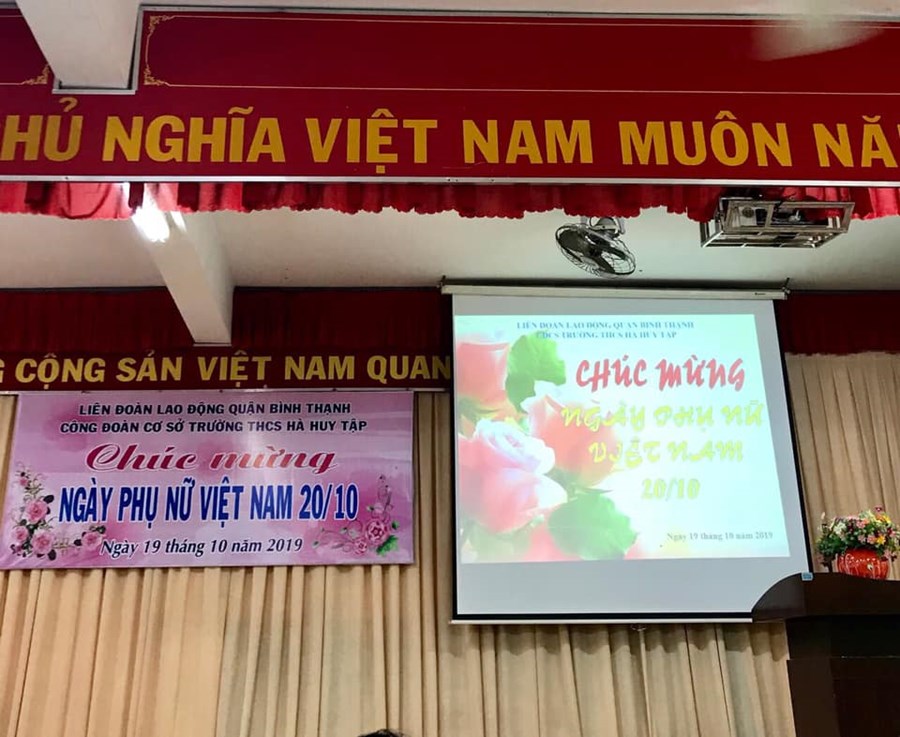 HỦ NGHĨA VIỆT NAM MUÔN NĂ
G CỘNG SẢN VIỆT NAM QUAN
LIÊN ĐOÀN LAO ĐỘNG QUẬN BÌNH THẠNH
CÔNG ĐOÀN CƠ SỞ TRƯỜNG THCS HÀ HUY TẬP
Chúc mừng
NGÀY PHỤ NỮ VIỆT NAM 20/10
Ngày 19 tháng 10 năm 2019
LIÊN ĐOÀN LAO ĐỘNG QUẬN BÌNH THẠNH
CĐCS TRƯỜNG THCS HÀ HUY TẬP
CHÚC MỪNG
NGÀY PHỤ NỮ
VIỆT NAM
20/10
Ngày 19 tháng 10 năm 2019